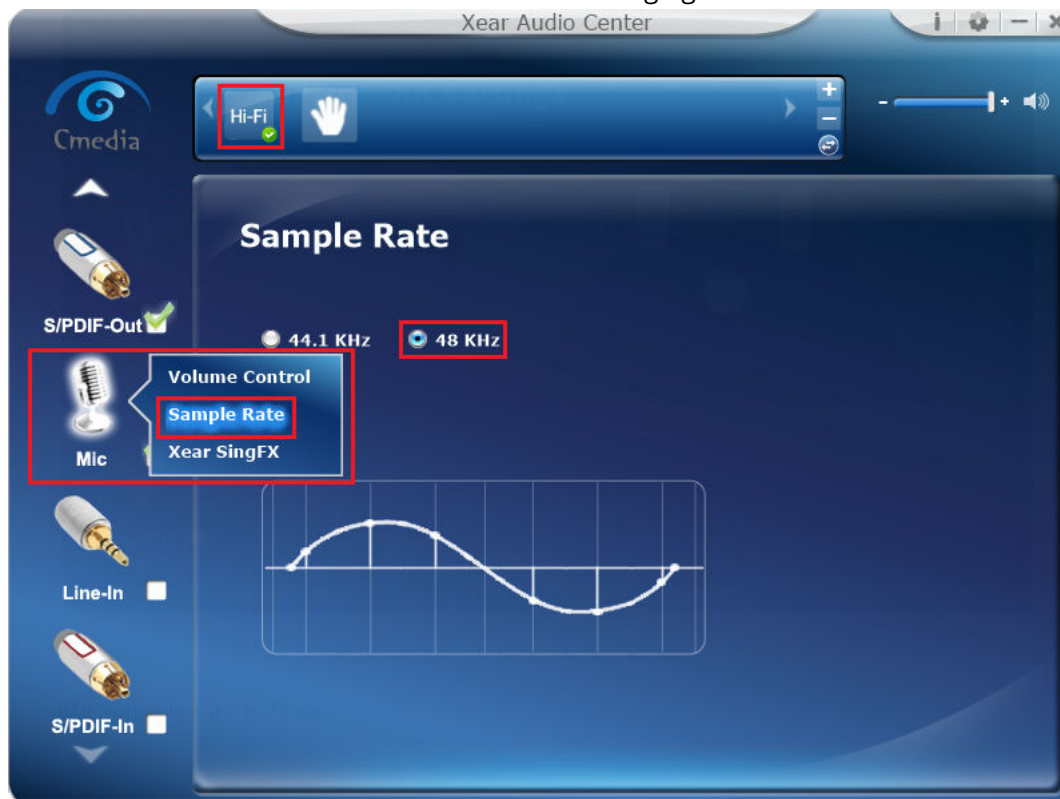 Xear Audio Center
i
Hi-Fi
Cmedia
Sample Rate
S/PDIF-Out
44.1 KHz
48 KHz
Volume Control
Sample Rate
Xear SingFX
Mic
Line-In
S/PDIF-In